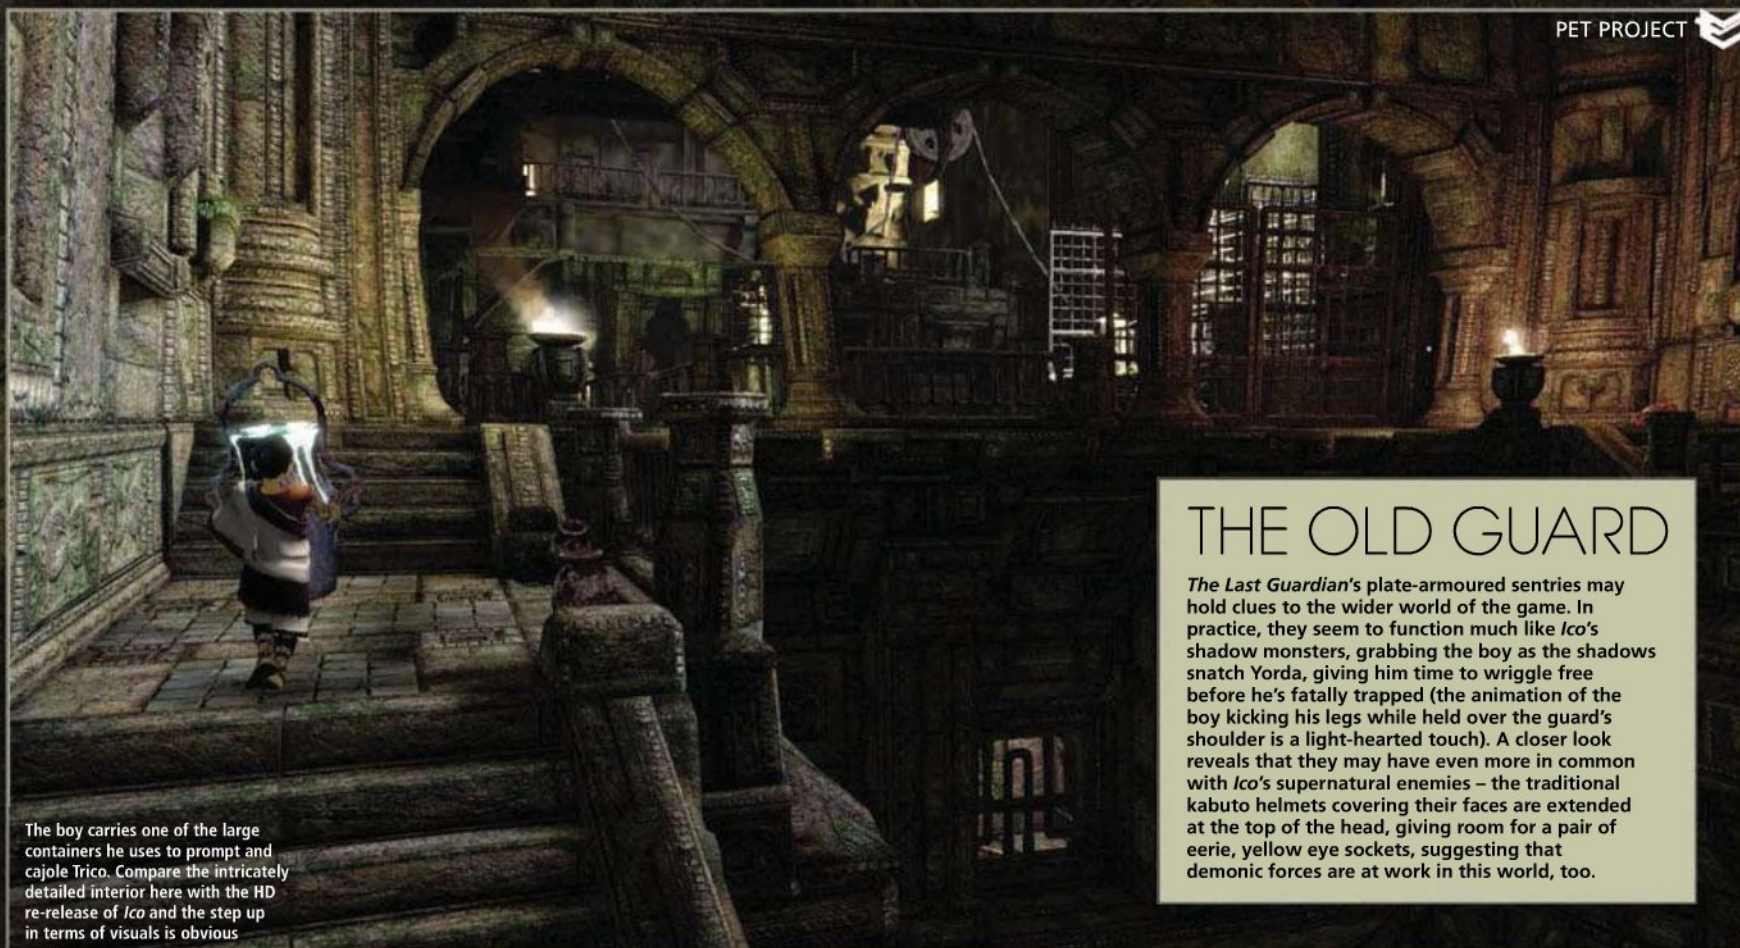 PET PROJECT
THE OLD GUARD
The Last Guardian's plate-armoured sentries may
hold clues to the wider world of the game. In
practice, they seem to function much like Ico's
shadow monsters, grabbing the boy as the shadows
snatch Yorda, giving him time to wriggle free
before he's fatally trapped (the animation of the
boy kicking his legs while held over the guard's
shoulder is a light-hearted touch). A closer look
reveals that they may have even more in common
with Ico's supernatural enemies – the traditional
kabuto helmets covering their faces are extended
at the top of the head, giving room for a pair of
eerie, yellow eye sockets, suggesting that
demonic forces are at work in this world, too.
The boy carries one of the large
containers he uses to prompt and
cajole Trico. Compare the intricately
detailed interior here with the HD
re-release of Ico and the step up
in terms of visuals is obvious